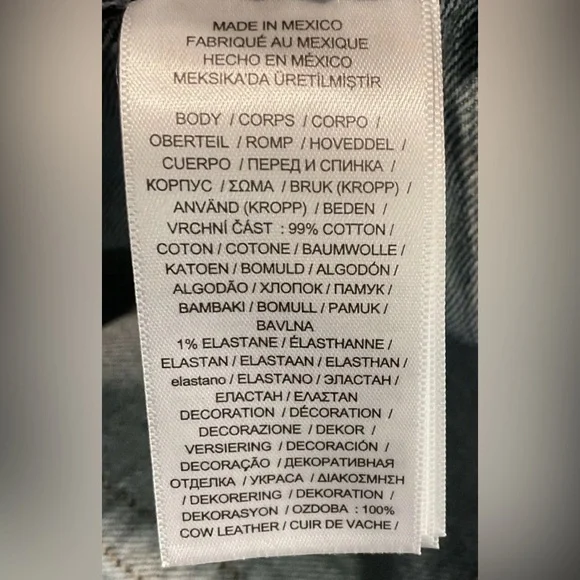 MADE IN MEXICO
FABRIQUÉ AU MEXIQUE
HECHO EN MÉXICO
MEKSIKA'DA ÜRETİLMİŞTİR
BODY / CORPS / CORPO /
OBERTEIL / ROMP / HOVEDDEL /
CUERPO / ПЕРЕД И СПИНКА /
КОРПУС / ΣΩΜΑ / BRUK (KROPP) /
ANVÄND (KROPP) / BEDEN /
VRCHNÍ ČÁST : 99% COTTON /
COTON / COTONE / BAUMWOLLE /
KATOEN / BOMULD / ALGODÓN /
ALGODÃO / ХЛОПОК / ПАМУК /
BAMBAKI / BOMULL / PAMUK /
BAVLNA
1% ELASTANE / ÉLASTHANNE /
ELASTAN / ELASTAAN / ELASTHAN /
elastano / ELASTANO / ЭЛАСТАН /
ЕЛАСТАН / ΕΛΑΣΤΑΝ
DECORATION / DÉCORATION /
DECORAZIONE / DEKOR /
VERSIERING / DECORACIÓN /
DECORAÇÃO / ДЕКОРАТИВНАЯ
ОТДЕЛКА / УКРАСА / ΔΙΑΚΟΣΜΗΣΗ
/ DEKORERING / DEKORATION /
DEKORASYON / OZDOBA : 100%
COW LEATHER / CUIR DE VACHE /